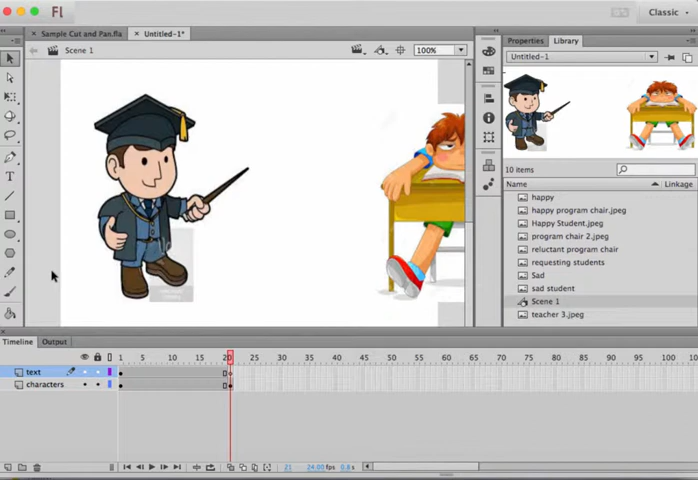 Fl
Classic
Sample Cut and Pan.fla
Untitled-1*
Scene 1
100%
Properties
Library
Untitled-1
10 items
Name
Linkage
happy
happy program chair.jpeg
Happy Student.jpeg
program chair 2.jpeg
reluctant program chair
requesting students
Sad
sad student
Scene 1
teacher 3.jpeg
Timeline
Output
1 5 10 15 20 25 30 35 40 45 50 55 60 65 70 75 80 85 90 95 100 10
text
characters
21 24.00 fps 0.8 s